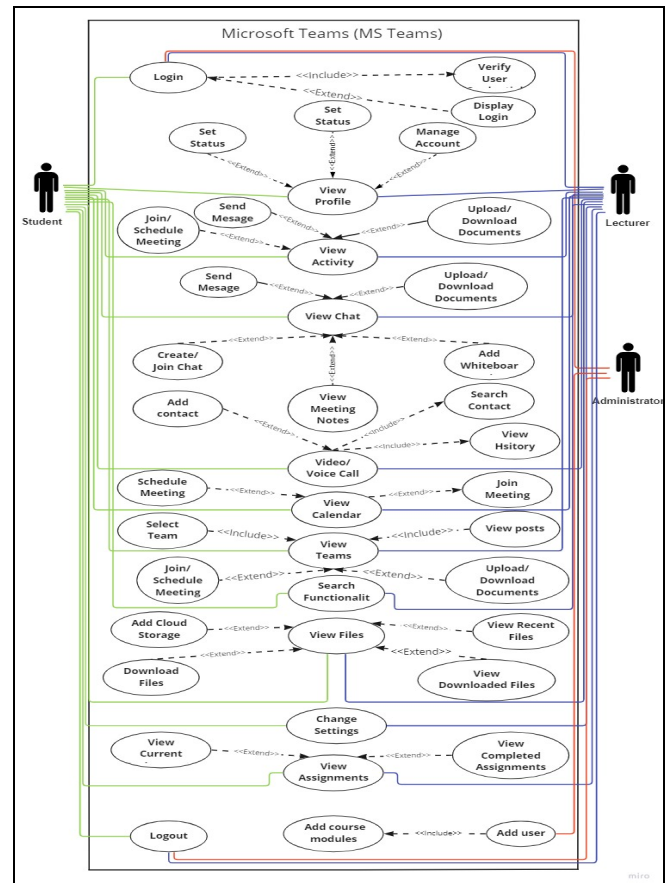 Microsoft Teams (MS Teams)
Login
<<Include>>
Verify
User
<<Extend>>
Display
Login
Set
Status
Set
Status
Manage
Account
<<Extend>>
<<Extend>>
<<Extend>>
View
Profile
Student
Lecturer
Send
Mesage
Join/
Schedule
Meeting
<<Extend>>
<<Extend>>
<<Extend>>
Upload/
Download
Documents
View
Activity
Send
Mesage
<<Extend>>
<<Extend>>
Upload/
Download
Documents
View Chat
<<Extend>>
<<Extend>>
<<Extend>>
Create/
Join Chat
Add
Whiteboar
Administrator
View
Meeting
Notes
Add
contact
Search
Contact
<<Extend>>
<<Include>>
<<Include>>
View
Hsitory
Video/
Voice Call
Schedule
Meeting
<<Extend>>
<<Extend>>
Join
Meeting
View
Calendar
Select
Team
<<Include>>
<<Include>>
View posts
View
Teams
Join/
Schedule
Meeting
<<Extend>>
<<Extend>>
Upload/
Download
Documents
Search
Functionalit
Add Cloud
Storage
<<Extend>>
<<Extend>>
View Recent
Files
View Files
Download
Files
<<Extend>>
<<Extend>>
View
Downloaded Files
Change
Settings
View
Current
<<Extend>>
<<Extend>>
View
Completed
Assignments
View
Assignments
Logout
Add course
modules
<<Include>>
Add user
miro